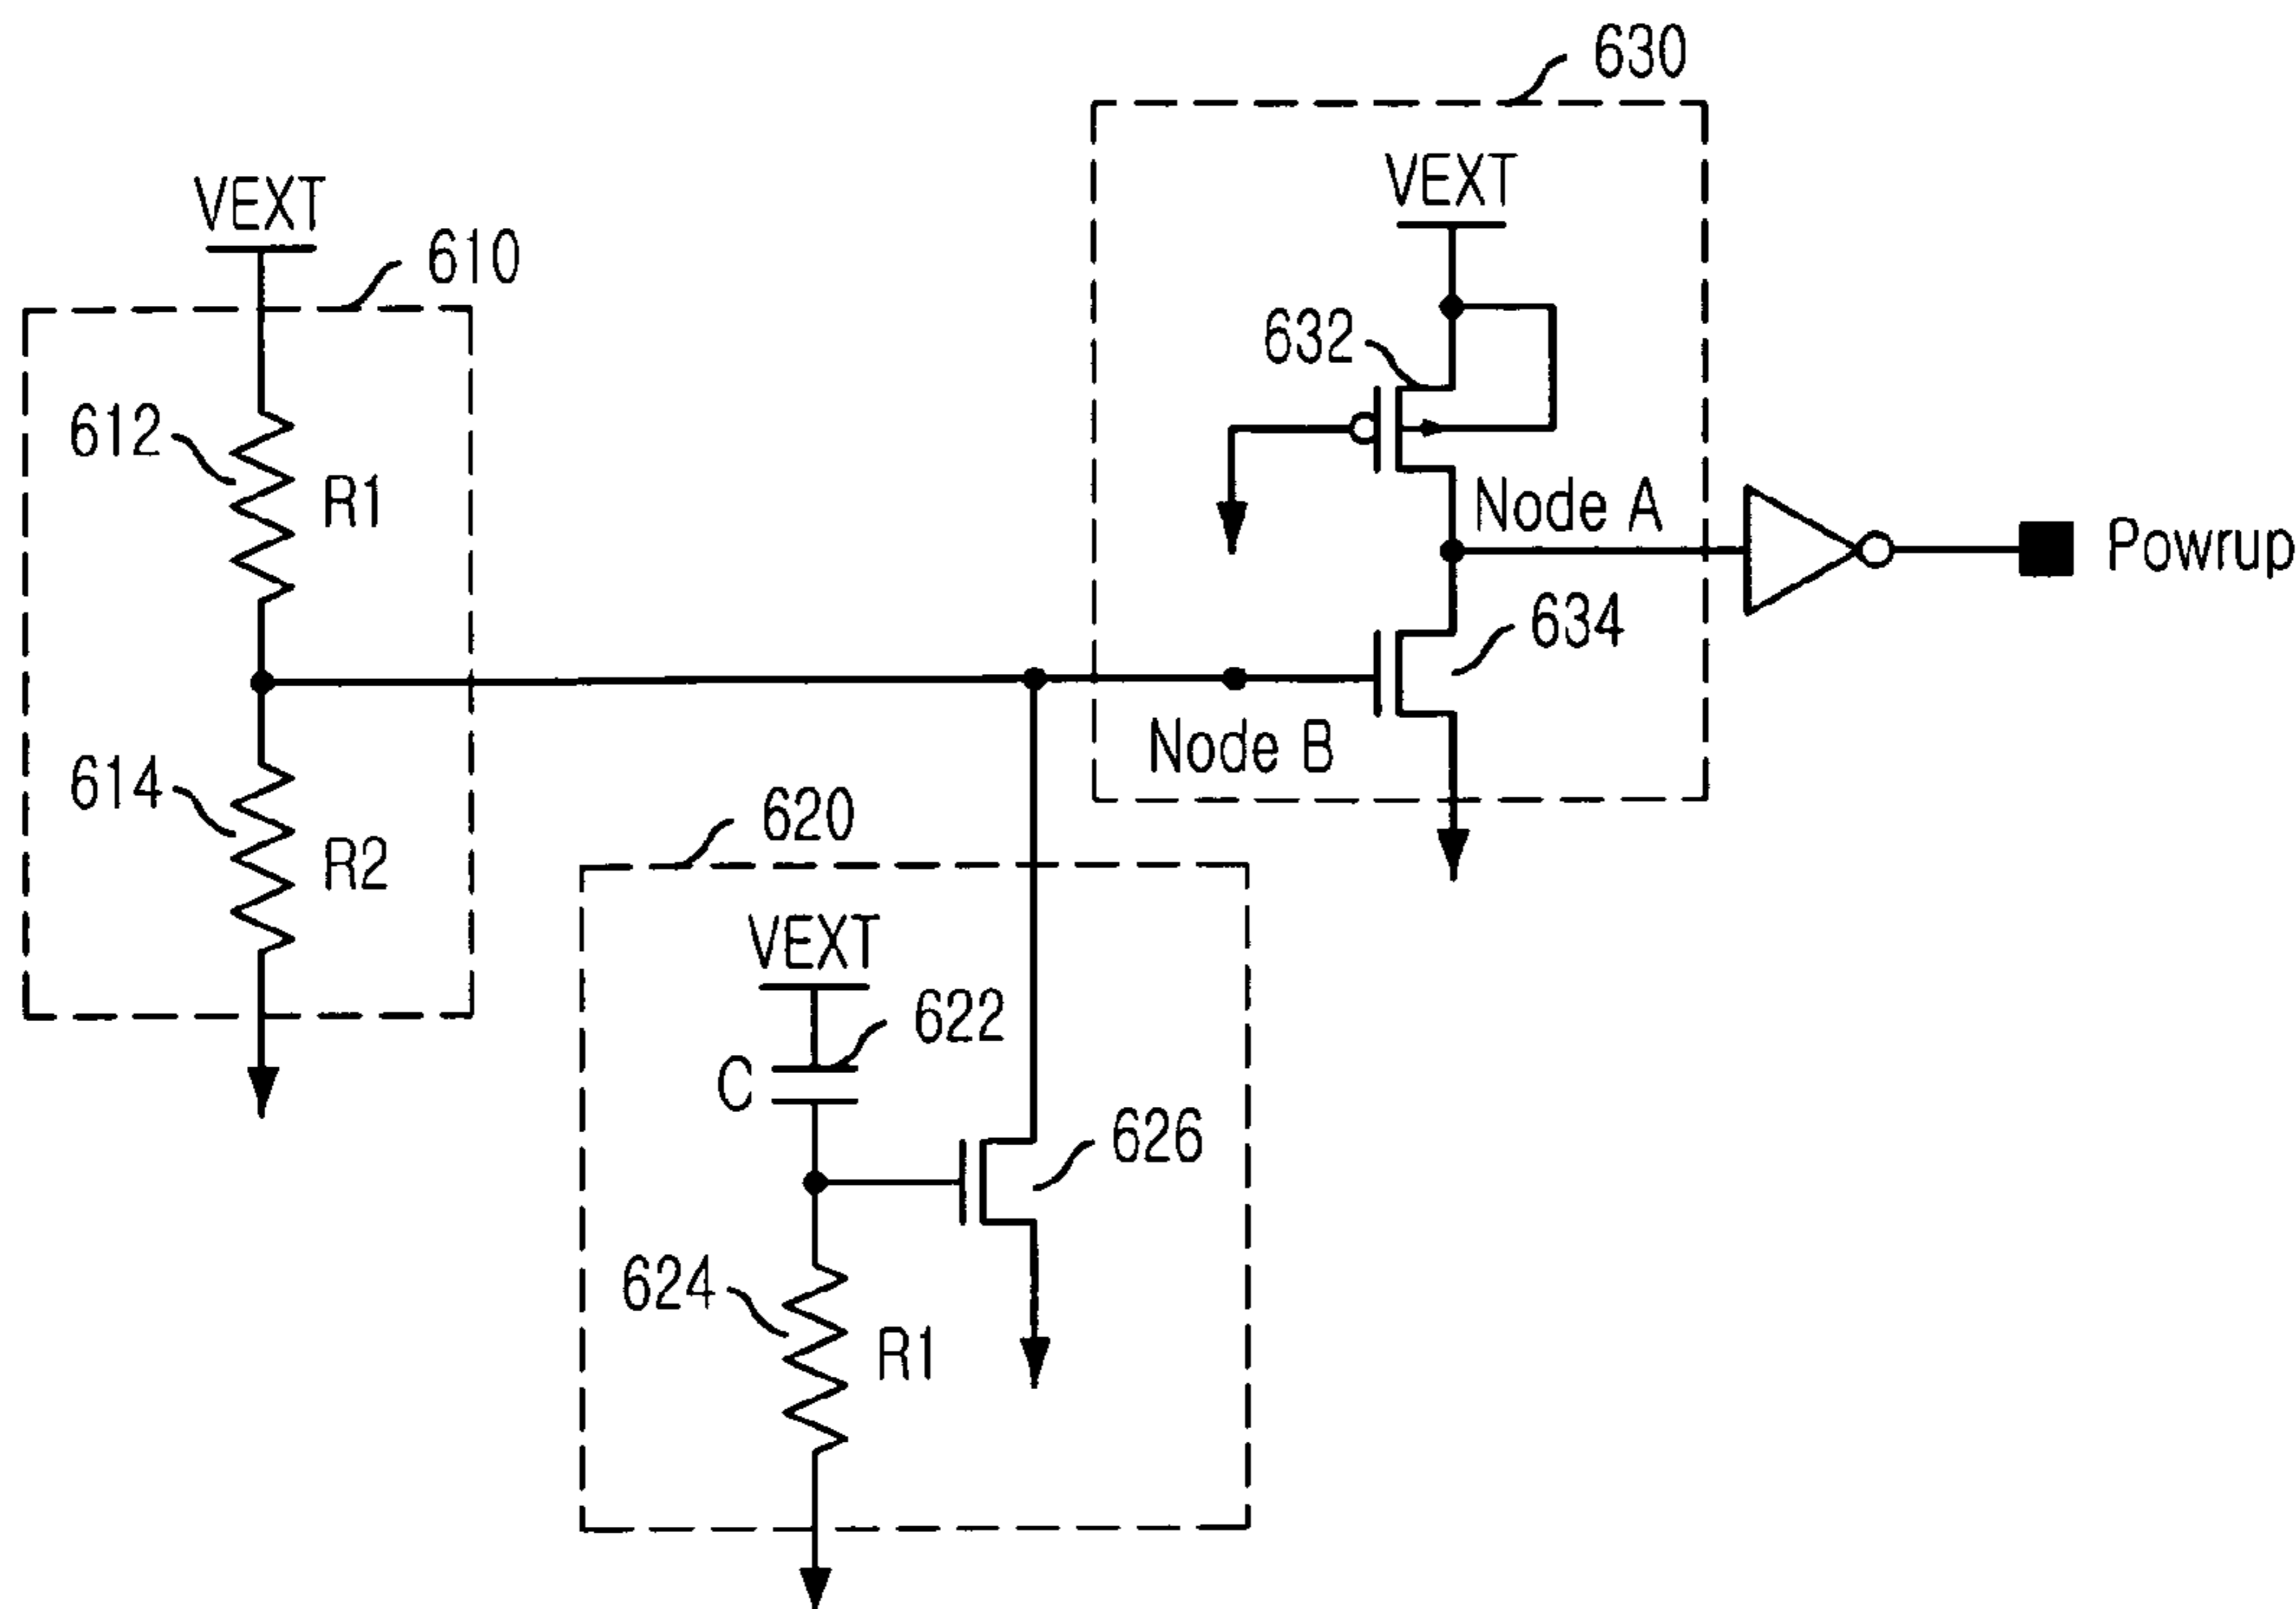 630
VEXT
VEXT
610
632
612
R1
Node A
Powrup
634
Node B
614
R2
620
VEXT
622
C
626
624
R1